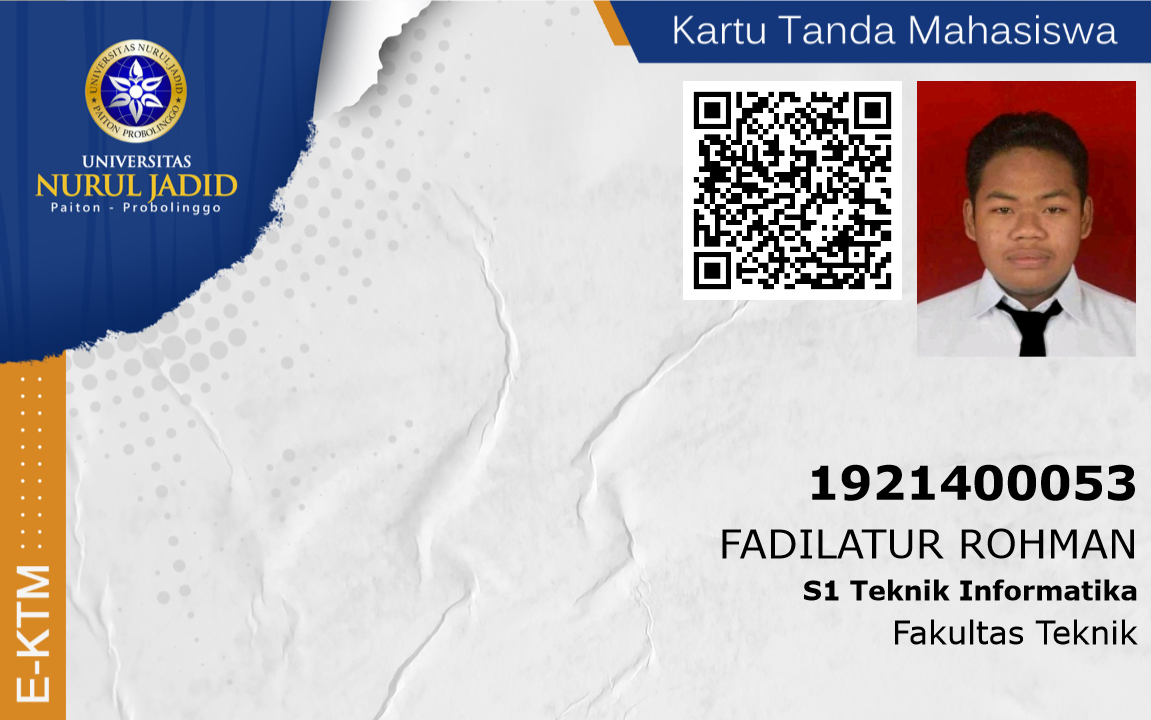 UNIVERSITAS NURUL JADID
PAITON PROBOLINGGO
UNIVERSITAS
NURUL JADID
Paiton - Probolinggo
Kartu Tanda Mahasiswa
1921400053
FADILATUR ROHMAN
S1 Teknik Informatika
Fakultas Teknik
E-KTM